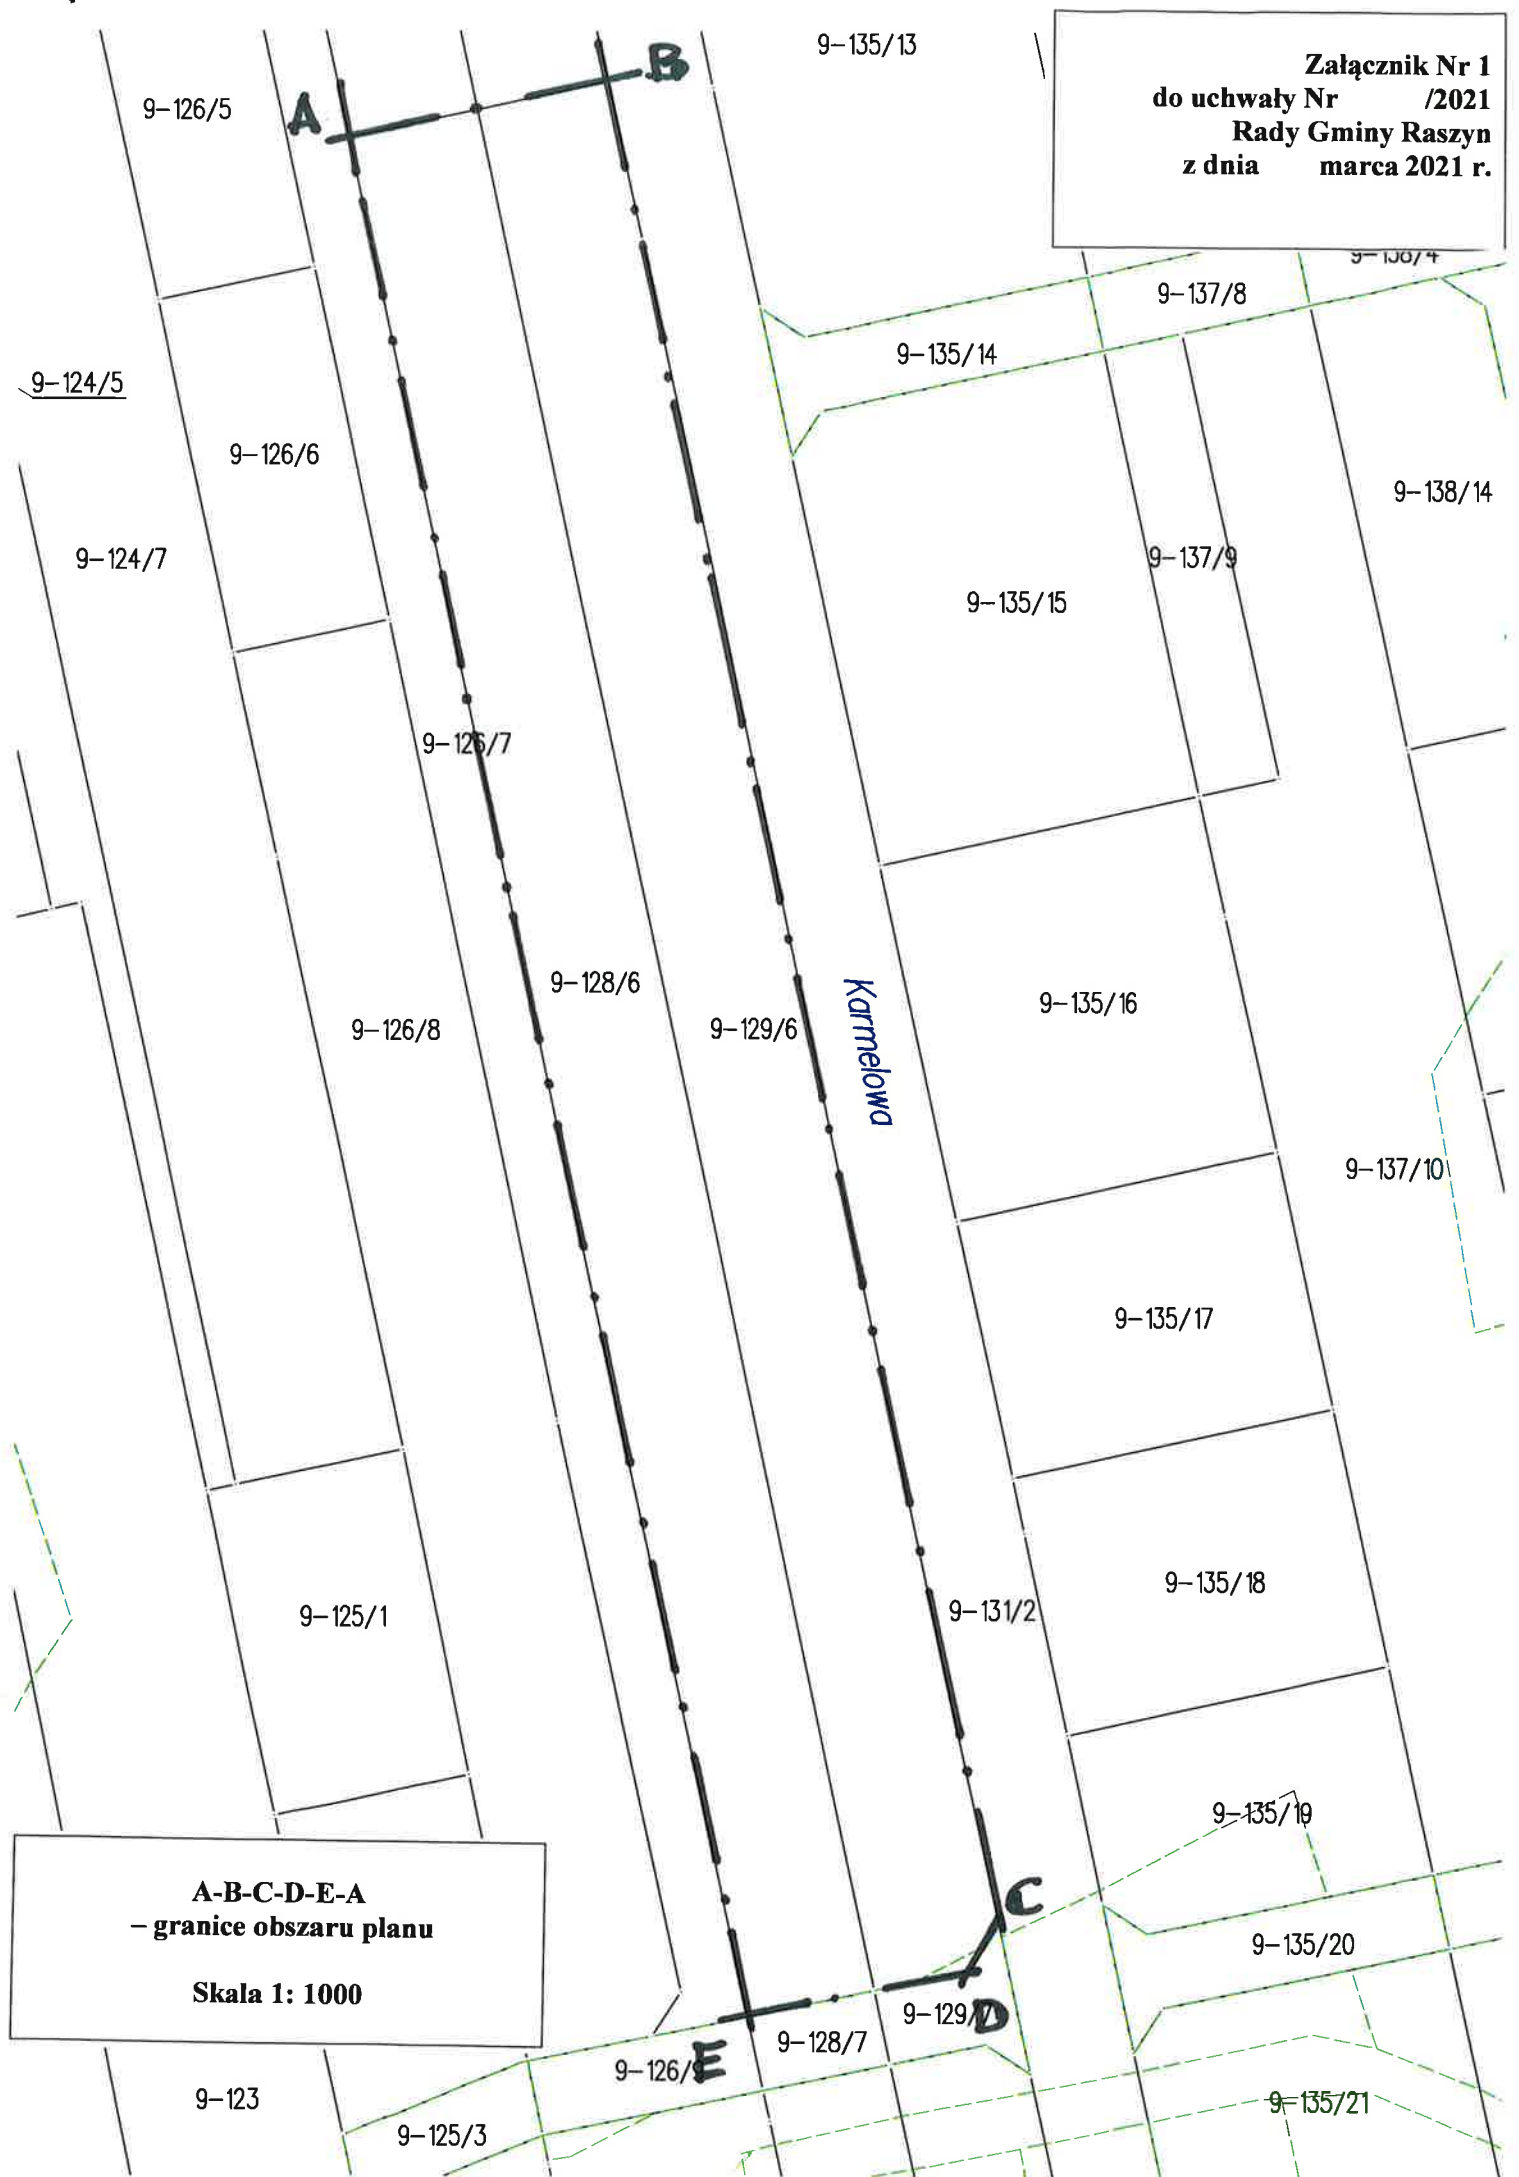 9-135/13
Załącznik Nr 1
do uchwały Nr /2021
Rady Gminy Raszyn
z dnia marca 2021 r.
B
9-126/5
A
9-138/4
9-137/8
9-135/14
9-124/5
9-126/6
9-138/14
9-124/7
9-137/9
9-135/15
9-126/7
9-128/6
9-135/16
9-126/8
9-129/6
Karmelowa
9-137/10
9-135/17
9-135/18
9-131/2
9-125/1
9-135/19
A-B-C-D-E-A
– granice obszaru planu
Skala 1: 1000
C
9-135/20
9-129/7
D
9-128/7
E
9-126/9
9-123
9-135/21
9-125/3